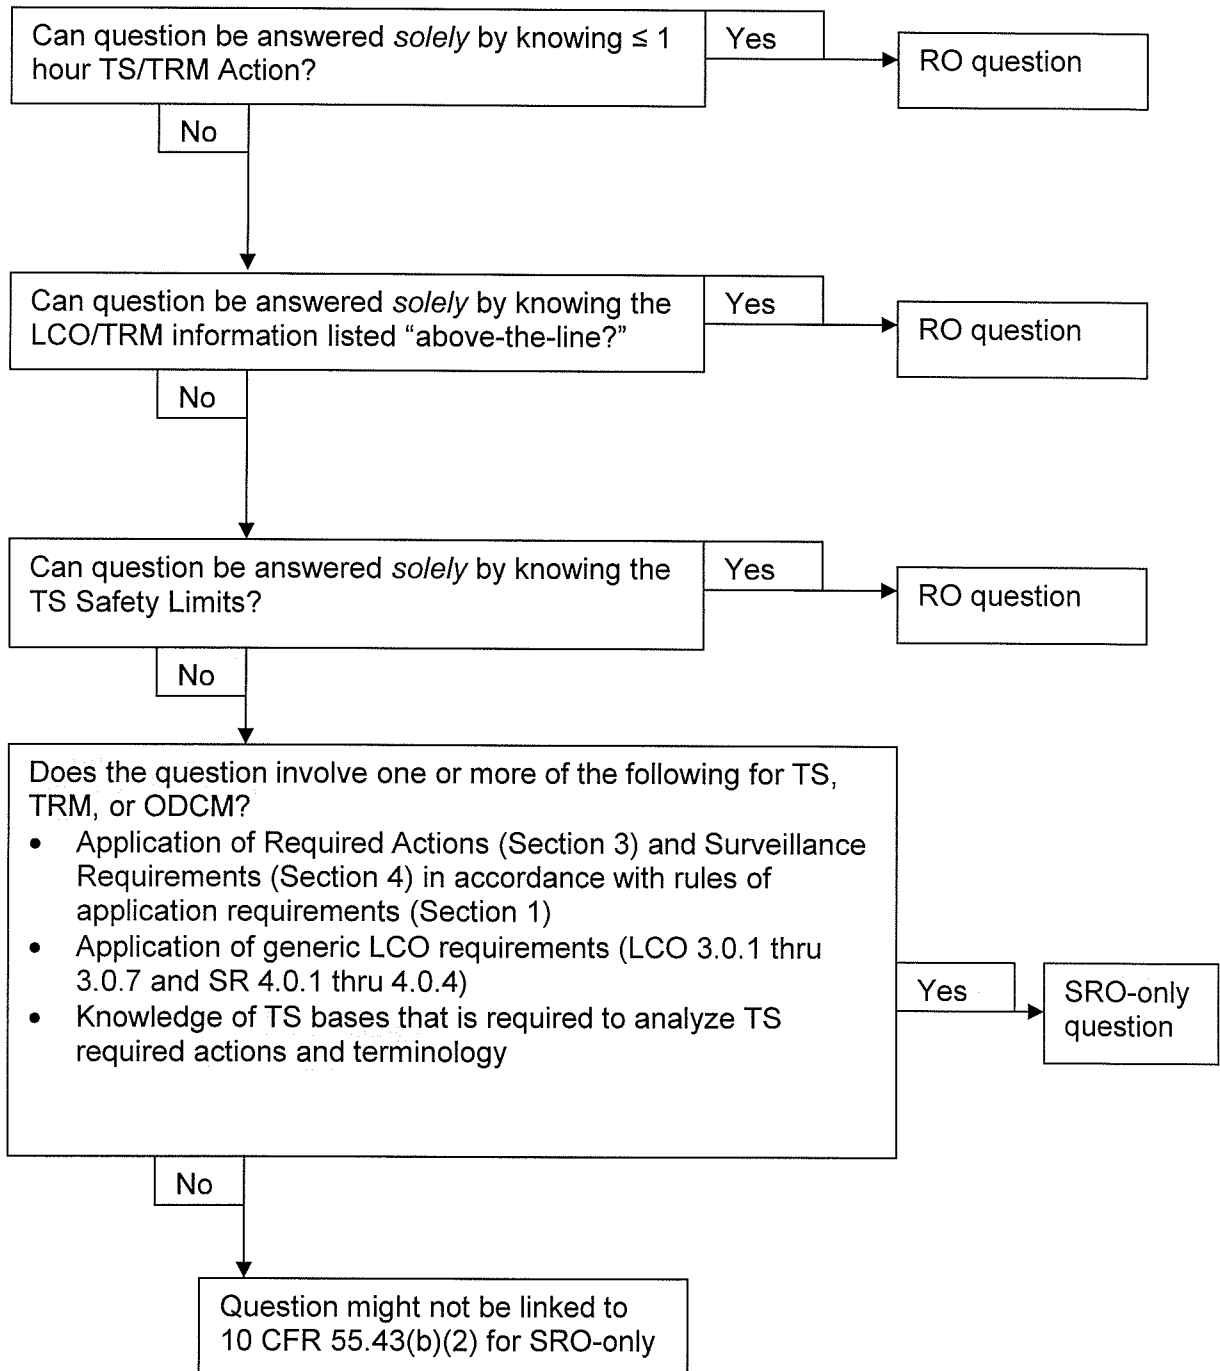 Can question be answered solely by knowing ≤ 1
hour TS/TRM Action?
Yes
RO question
No
Can question be answered solely by knowing the
LCO/TRM information listed “above-the-line?”
Yes
RO question
No
Can question be answered solely by knowing the
TS Safety Limits?
Yes
RO question
No
Does the question involve one or more of the following for TS,
TRM, or ODCM?
• Application of Required Actions (Section 3) and Surveillance
Requirements (Section 4) in accordance with rules of
application requirements (Section 1)
• Application of generic LCO requirements (LCO 3.0.1 thru
3.0.7 and SR 4.0.1 thru 4.0.4)
• Knowledge of TS bases that is required to analyze TS
required actions and terminology
Yes
SRO-only
question
No
Question might not be linked to
10 CFR 55.43(b)(2) for SRO-only